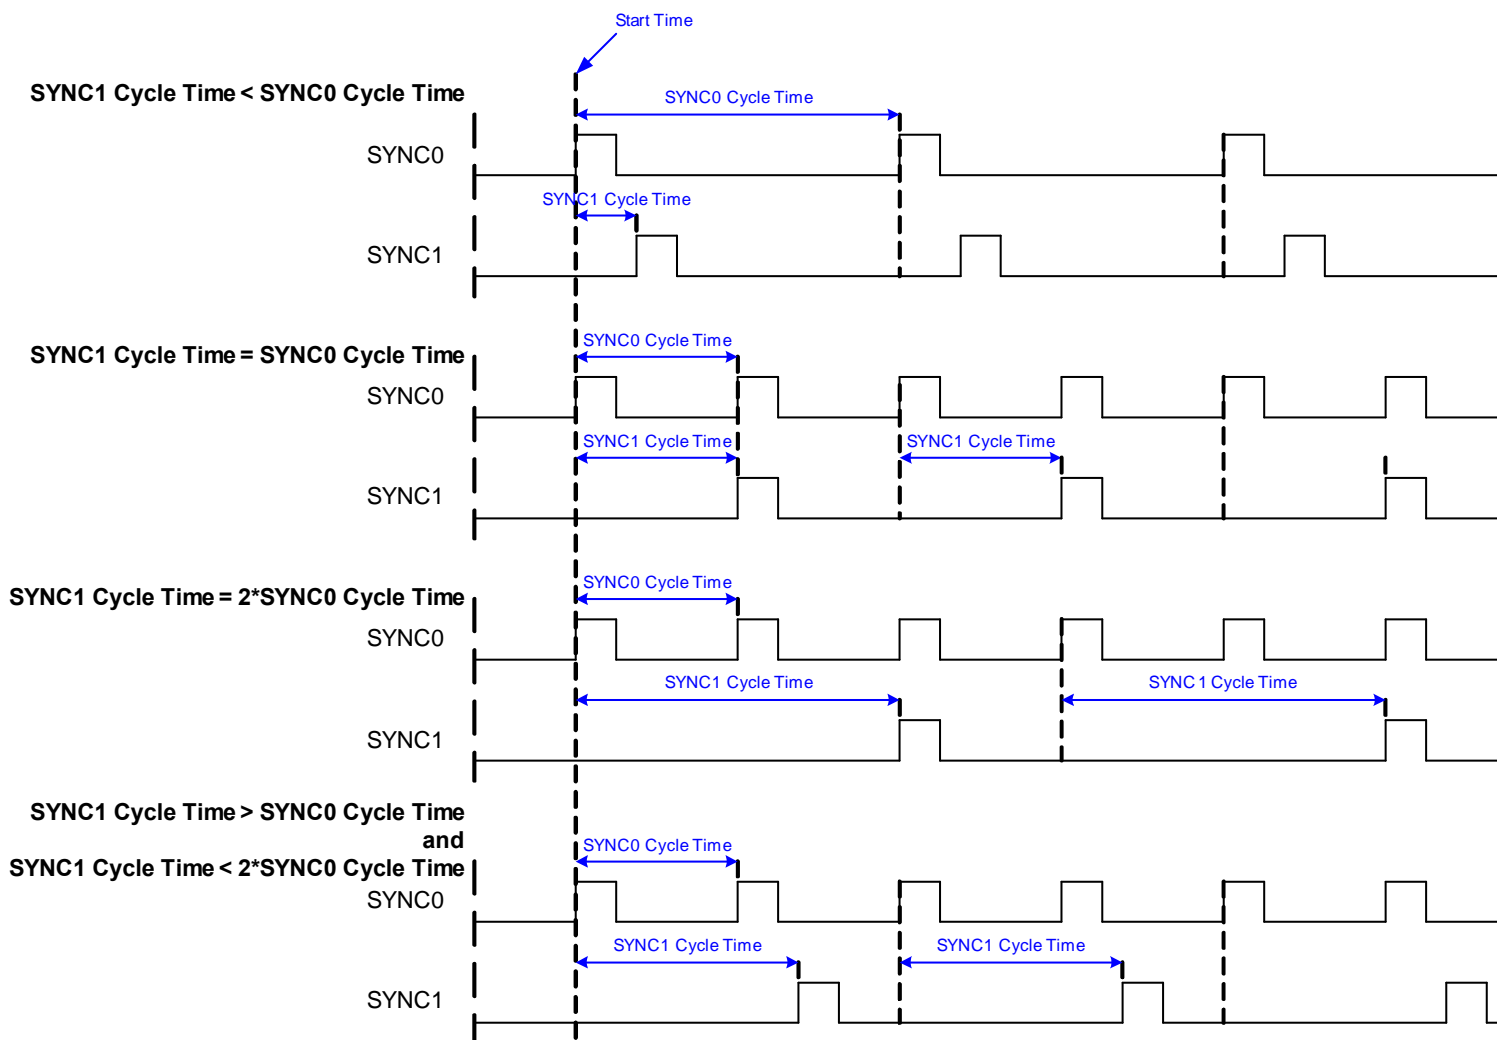 Start Time
SYNC1 Cycle Time < SYNC0 Cycle Time
SYNC0 Cycle Time
SYNC0
SYNC1 Cycle Time
SYNC1
SYNC0 Cycle Time
SYNC1 Cycle Time = SYNC0 Cycle Time
SYNC0
SYNC1 Cycle Time
SYNC1 Cycle Time
SYNC1
SYNC0 Cycle Time
SYNC1 Cycle Time = 2*SYNC0 Cycle Time
SYNC0
SYNC1 Cycle Time
SYNC1 Cycle Time
SYNC1
SYNC1 Cycle Time > SYNC0 Cycle Time
and
SYNC0 Cycle Time
SYNC1 Cycle Time < 2*SYNC0 Cycle Time
SYNC0
SYNC1 Cycle Time
SYNC1 Cycle Time
SYNC1